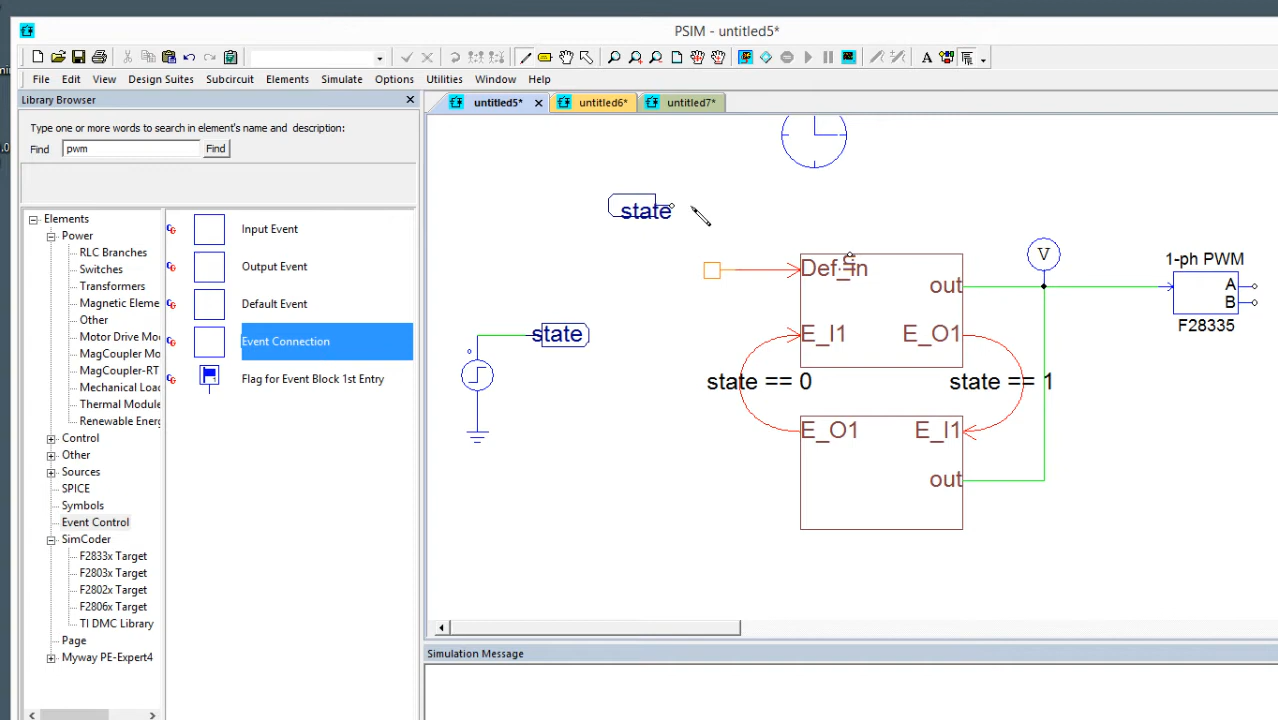 PSIM - untitled5*
File Edit View Design Suites Subcircuit Elements Simulate Options Utilities Window Help
Library Browser
untitled5* untitled6* untitled7*
Type one or more words to search in element's name and description:
Find pwm Find
Elements
Power
RLC Branches
Switches
Transformers
Magnetic Eleme
Other
Motor Drive Mo
MagCoupler Mo
MagCoupler-RT
Mechanical Loac
Thermal Module
Renewable Energ
Control
Other
Sources
SPICE
Symbols
Event Control
SimCoder
F2833x Target
F2803x Target
F2802x Target
F2806x Target
TI DMC Library
Page
Myway PE-Expert4
Input Event
Output Event
Default Event
Event Connection
Flag for Event Block 1st Entry
state
Def_in
out
V
1-ph PWM
A
B
F28335
state
E_I1 E_O1
state == 0 state == 1
E_O1 E_I1
out
Simulation Message